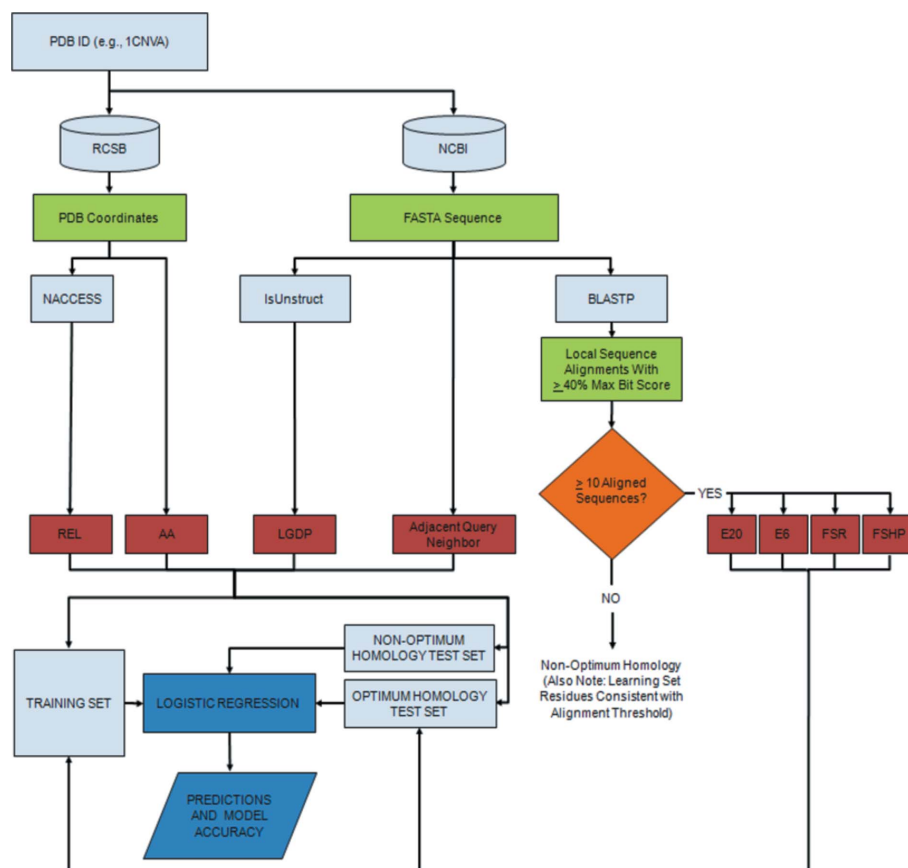 PDB ID (e.g., 1CNVA)
RCSB
NCBI
PDB Coordinates
FASTA Sequence
NACCESS
IsUnstruct
BLASTP
Local Sequence
Alignments With
≥ 40% Max Bit Score
≥ 10 Aligned
Sequences?
YES
REL
AA
LGDP
Adjacent Query
Neighbor
E20
E6
FSR
FSHP
NO
NON-OPTIMUM
HOMOLOGY TEST SET
Non-Optimum Homology
(Also Note: Learning Set
Residues Consistent with
Alignment Threshold)
TRAINING SET
LOGISTIC REGRESSION
OPTIMUM HOMOLOGY
TEST SET
PREDICTIONS
AND MODEL
ACCURACY